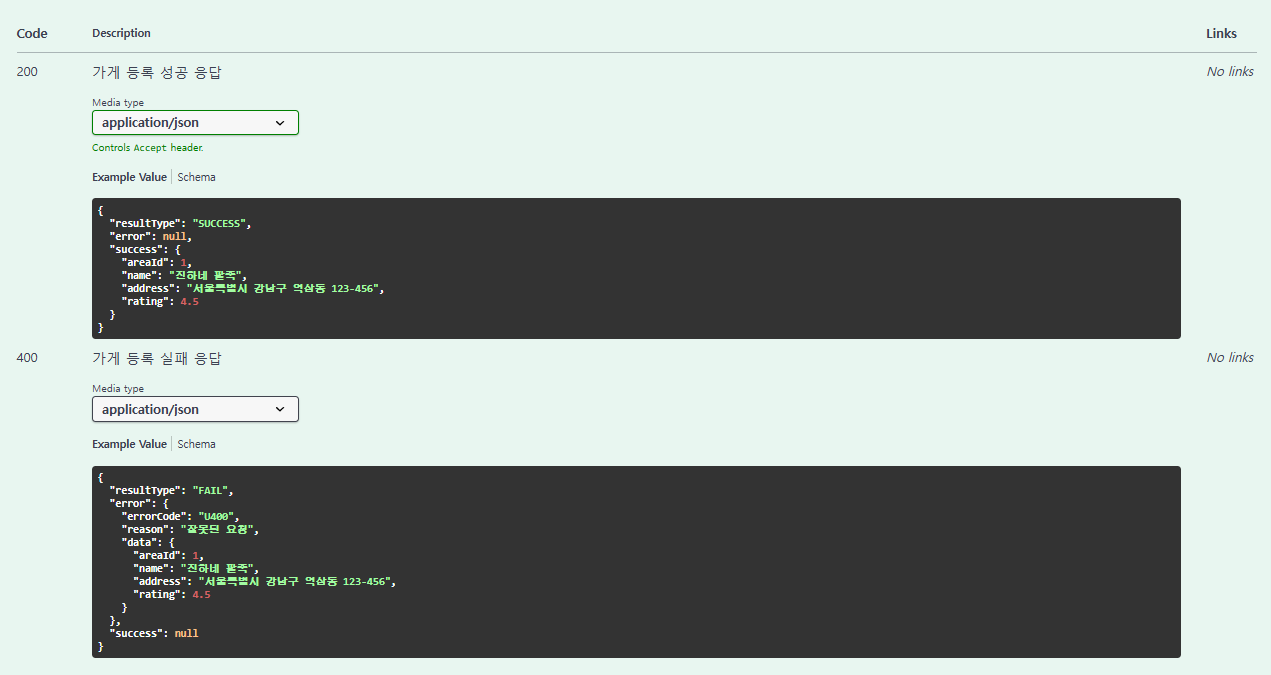 Code Description Links
200 가게 등록 성공 응답 No links
Media type
application/json
Controls Accept header.
Example Value Schema
{
"resultType": "SUCCESS",
"error": null,
"success": {
"areaId": 1,
"name": "진하네 팥죽",
"address": "서울특별시 강남구 역삼동 123-456",
"rating": 4.5
}
}
400 가게 등록 실패 응답 No links
Media type
application/json
Example Value Schema
{
"resultType": "FAIL",
"error": {
"errorCode": "U400",
"reason": "잘못된 요청",
"data": {
"areaId": 1,
"name": "진하네 팥죽",
"address": "서울특별시 강남구 역삼동 123-456",
"rating": 4.5
}
},
"success": null
}